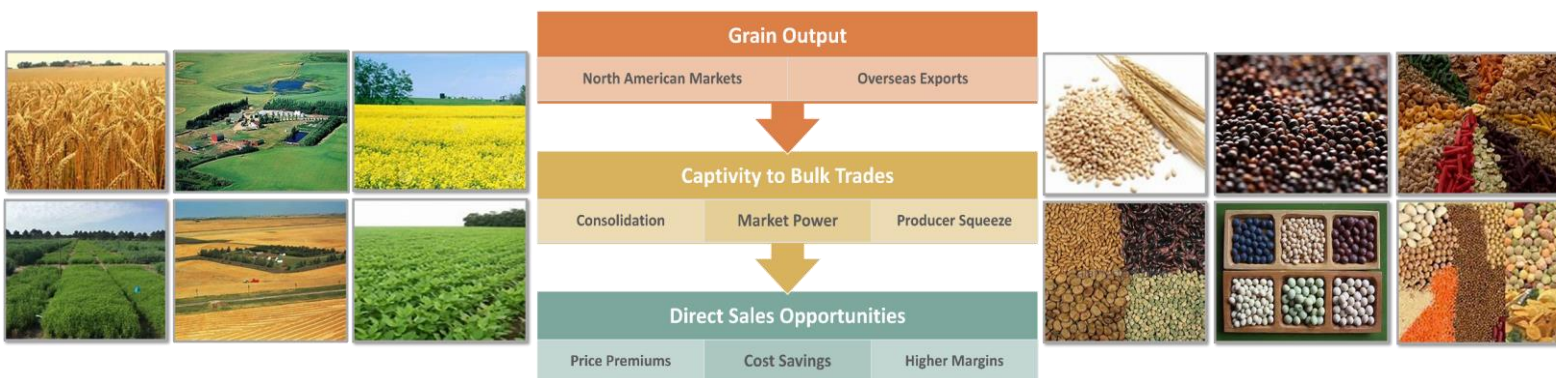 Grain Output
North American Markets
Overseas Exports
Captivity to Bulk Trades
Consolidation
Market Power
Producer Squeeze
Direct Sales Opportunities
Price Premiums
Cost Savings
Higher Margins